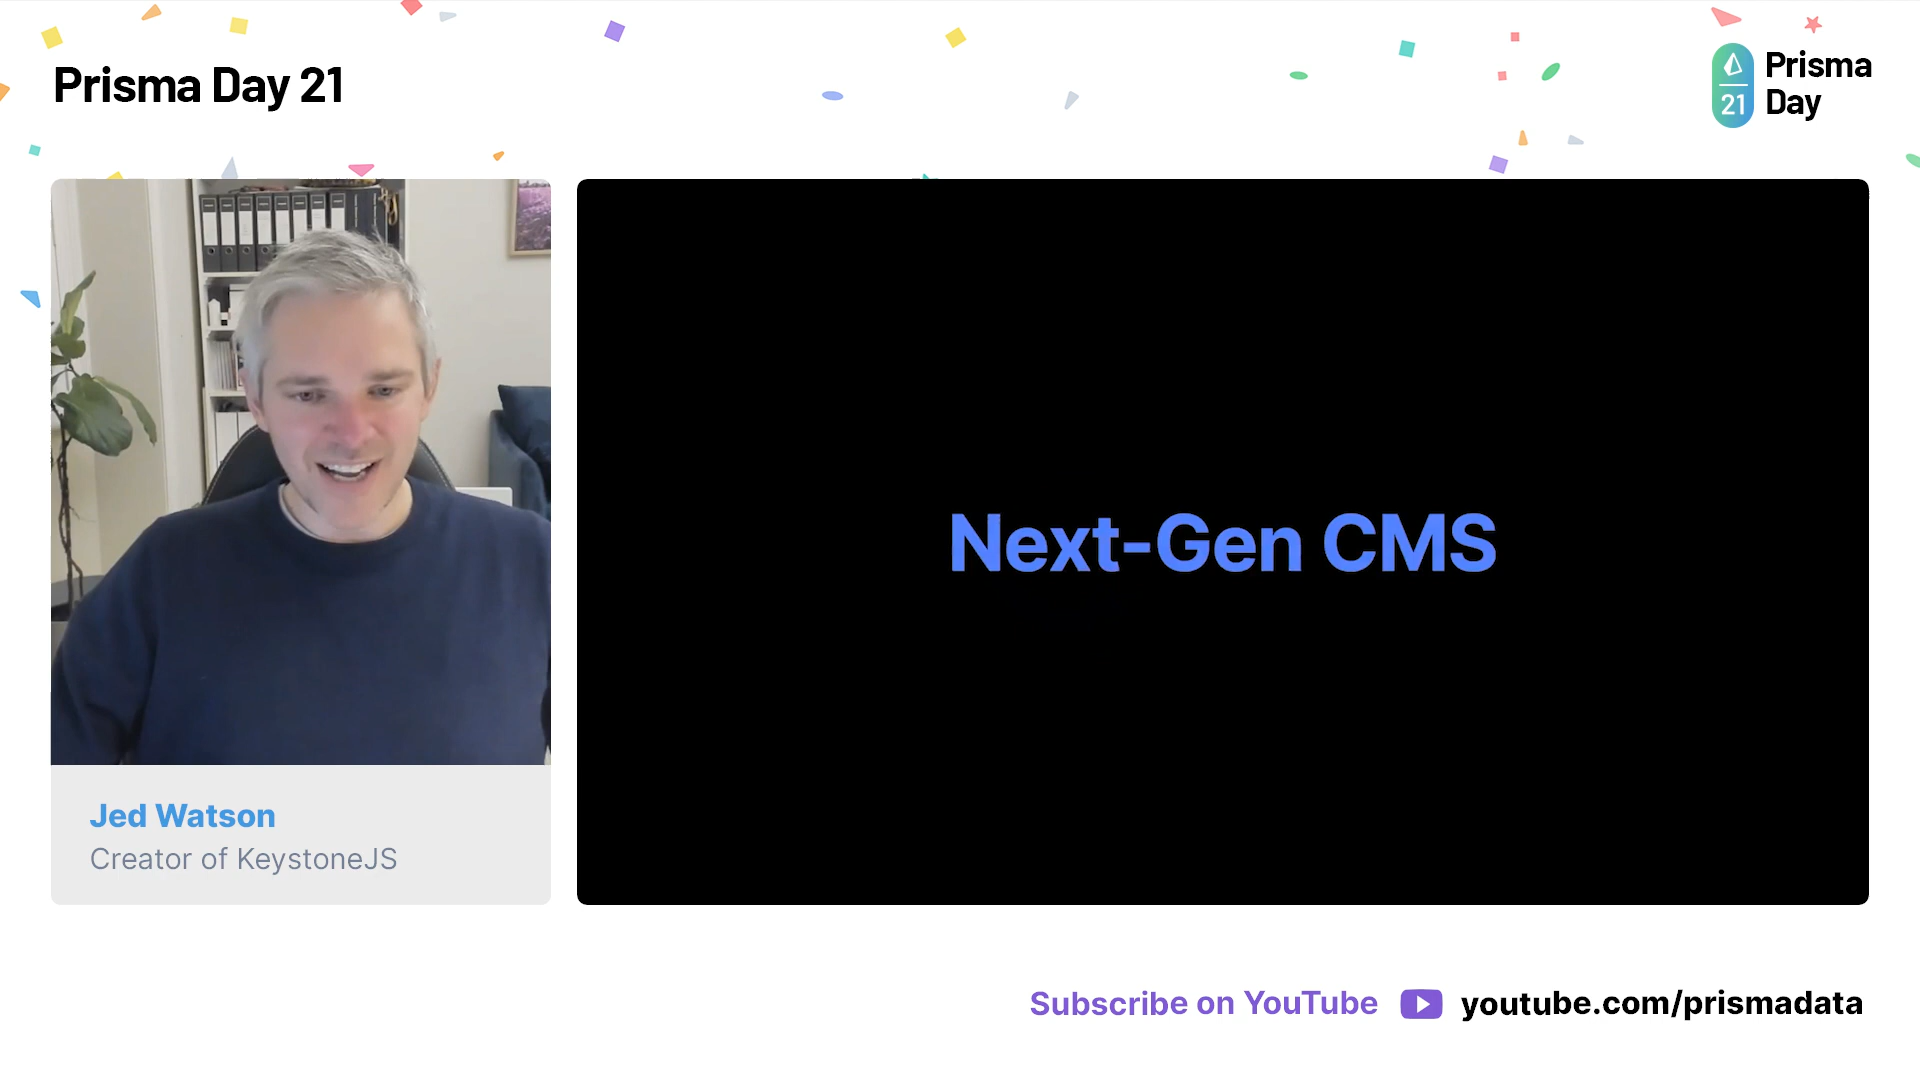 Prisma Day 21
Prisma
Day
21
Next-Gen CMS
Jed Watson
Creator of KeystoneJS
Subscribe on YouTube youtube.com/prismadata